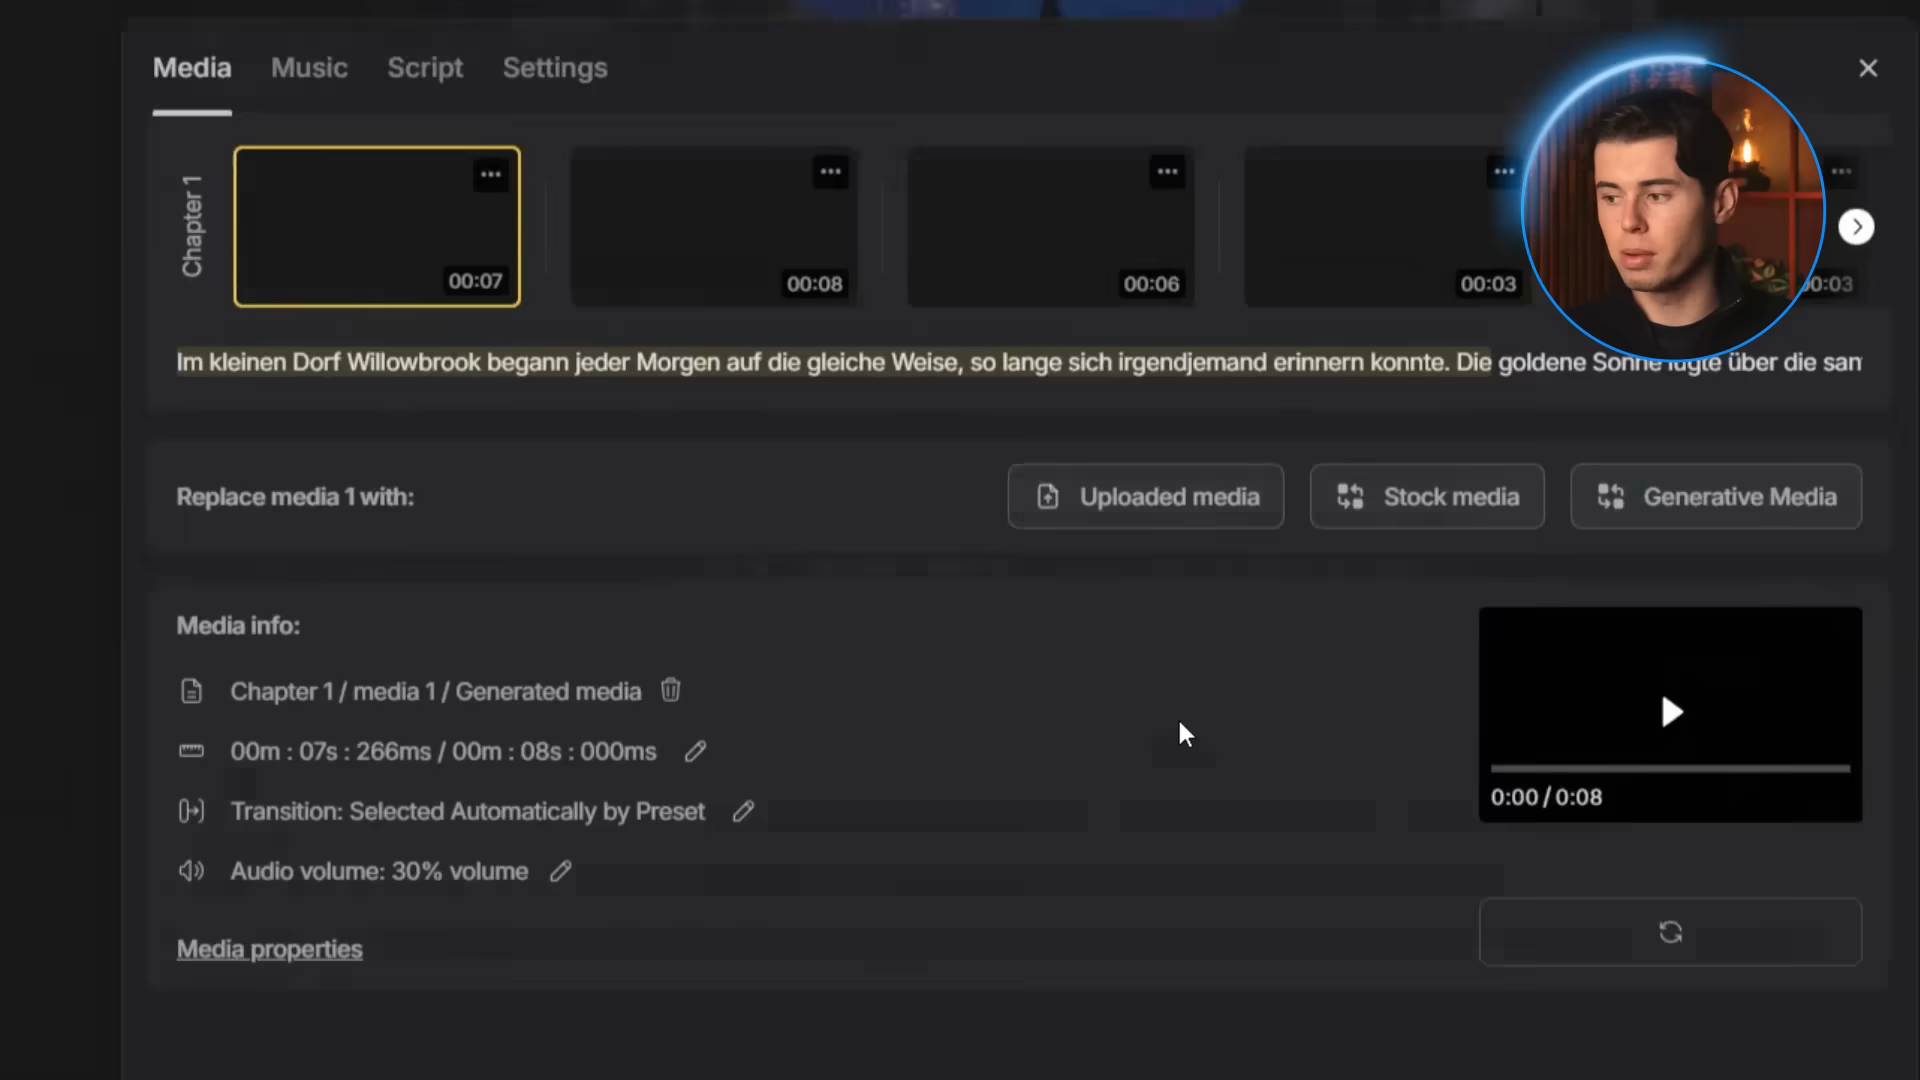 Media Music Script Settings
Chapter 1
00:07 00:08 00:06 00:03 00:03
Im kleinen Dorf Willowbrook begann jeder Morgen auf die gleiche Weise, so lange sich irgendjemand erinnern konnte. Die goldene Sonne lugte über die
Replace media 1 with:
Uploaded media Stock media Generative Media
Media info:
Chapter 1 / media 1 / Generated media
00m : 07s : 266ms / 00m : 08s : 000ms
Transition: Selected Automatically by Preset
0:00 / 0:08
Audio volume: 30% volume
Media properties